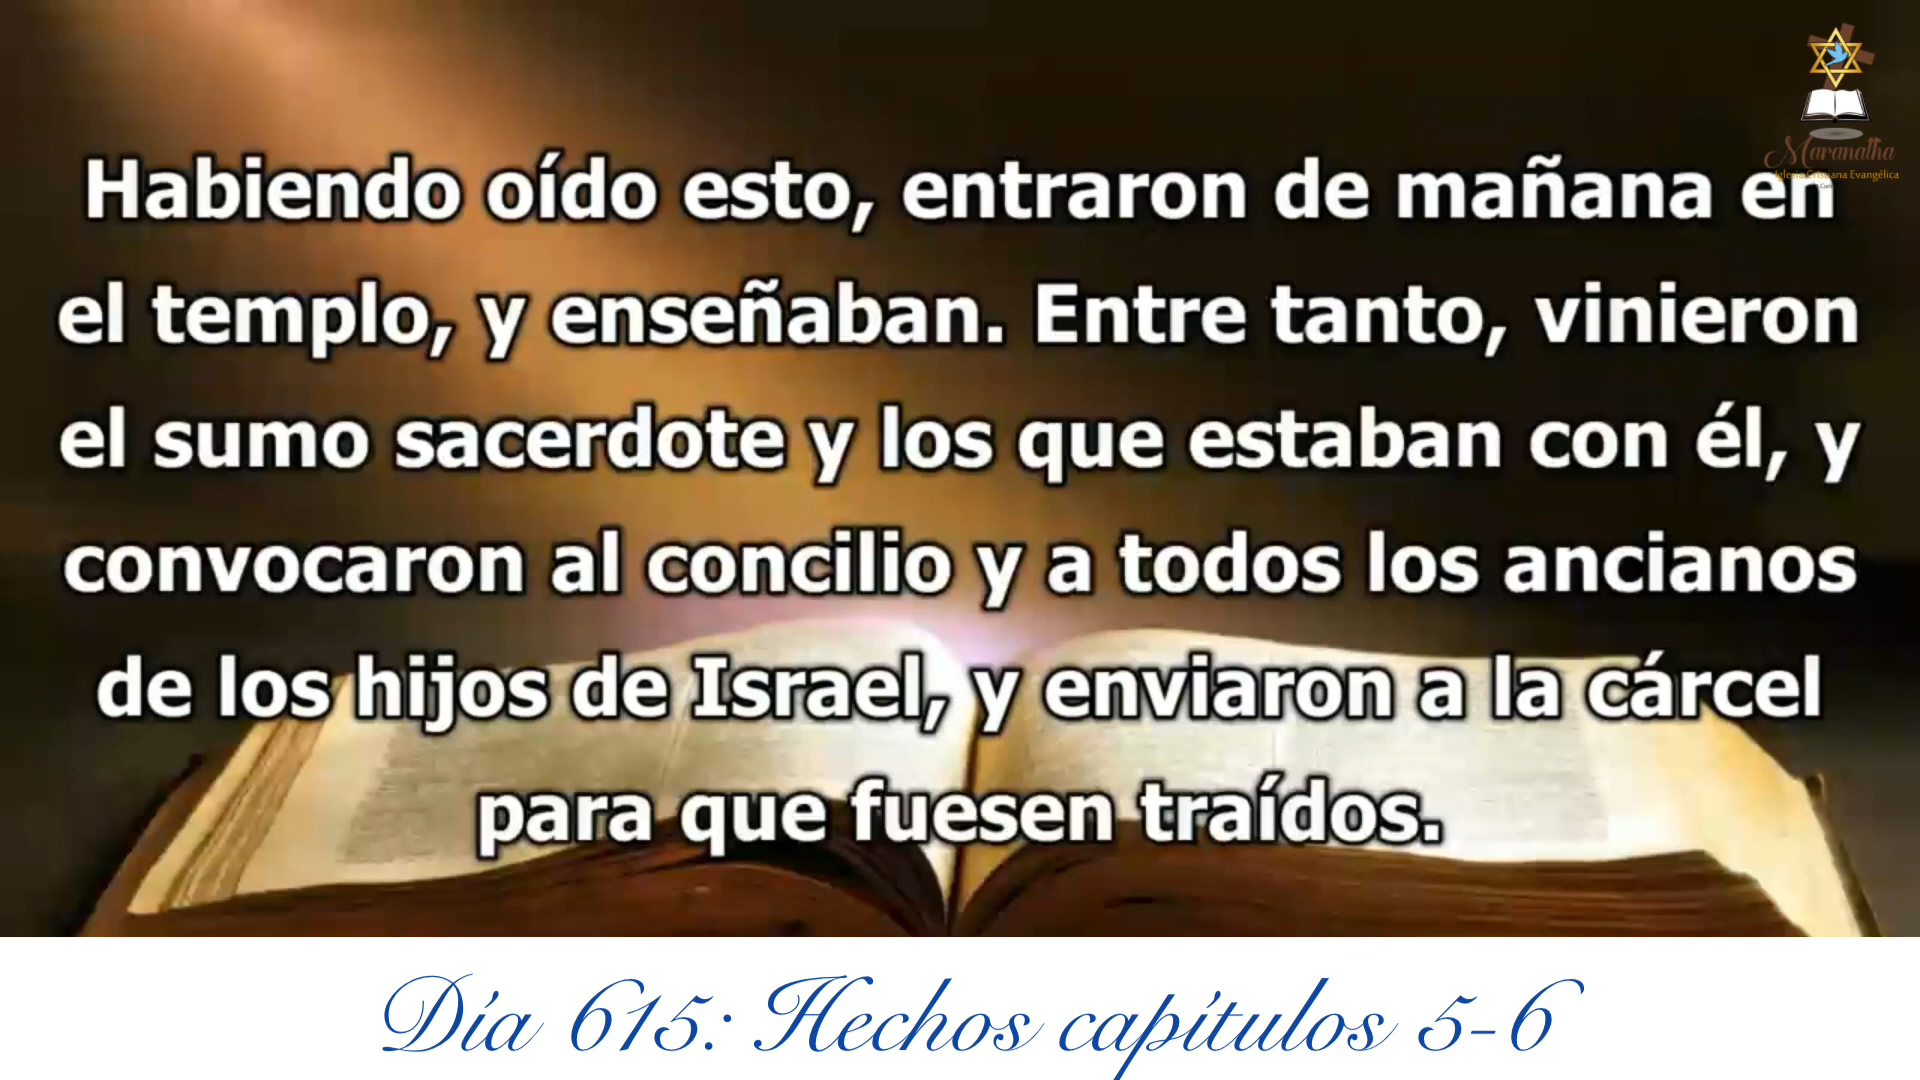 Maranatha
Iglesia Cristiana Evangélica
Habiendo oído esto, entraron de mañana en
el templo, y enseñaban. Entre tanto, vinieron
el sumo sacerdote y los que estaban con él, y
convocaron al concilio y a todos los ancianos
de los hijos de Israel, y enviaron a la cárcel
para que fuesen traídos.
Día 615: Hechos capítulos 5-6